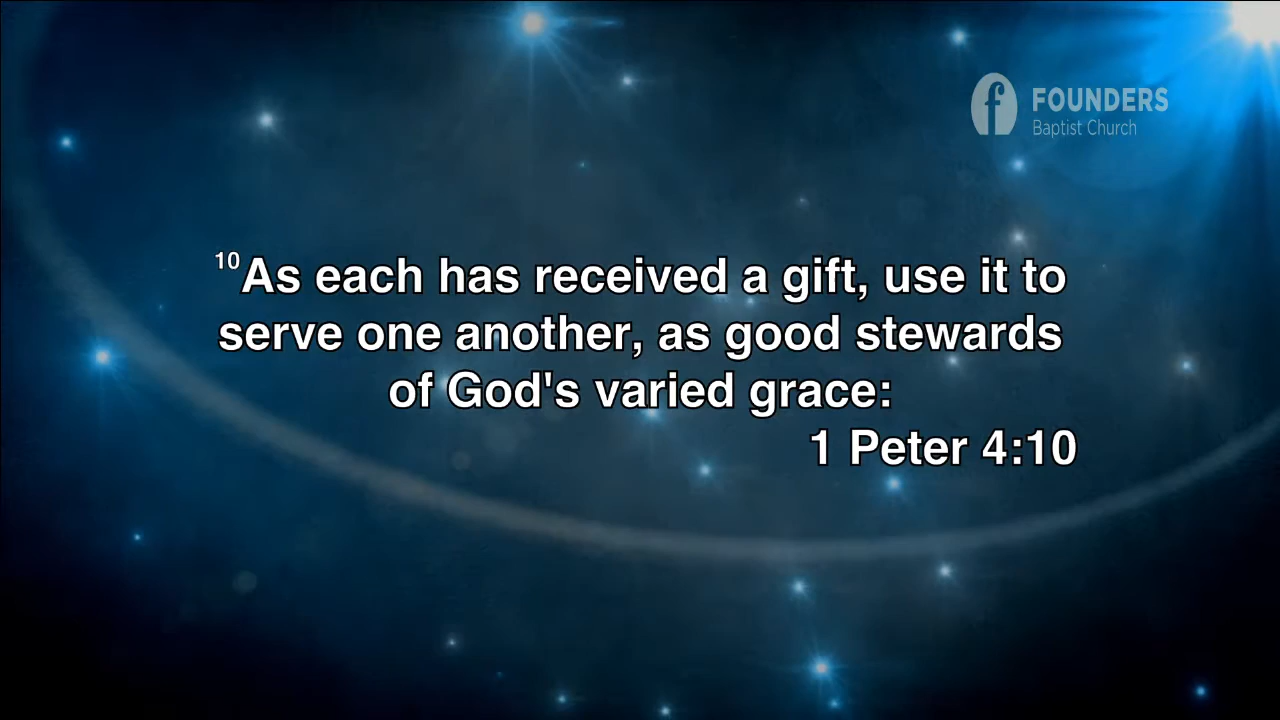 FOUNDERS
Baptist Church
10As each has received a gift, use it to
serve one another, as good stewards
of God's varied grace:
1 Peter 4:10